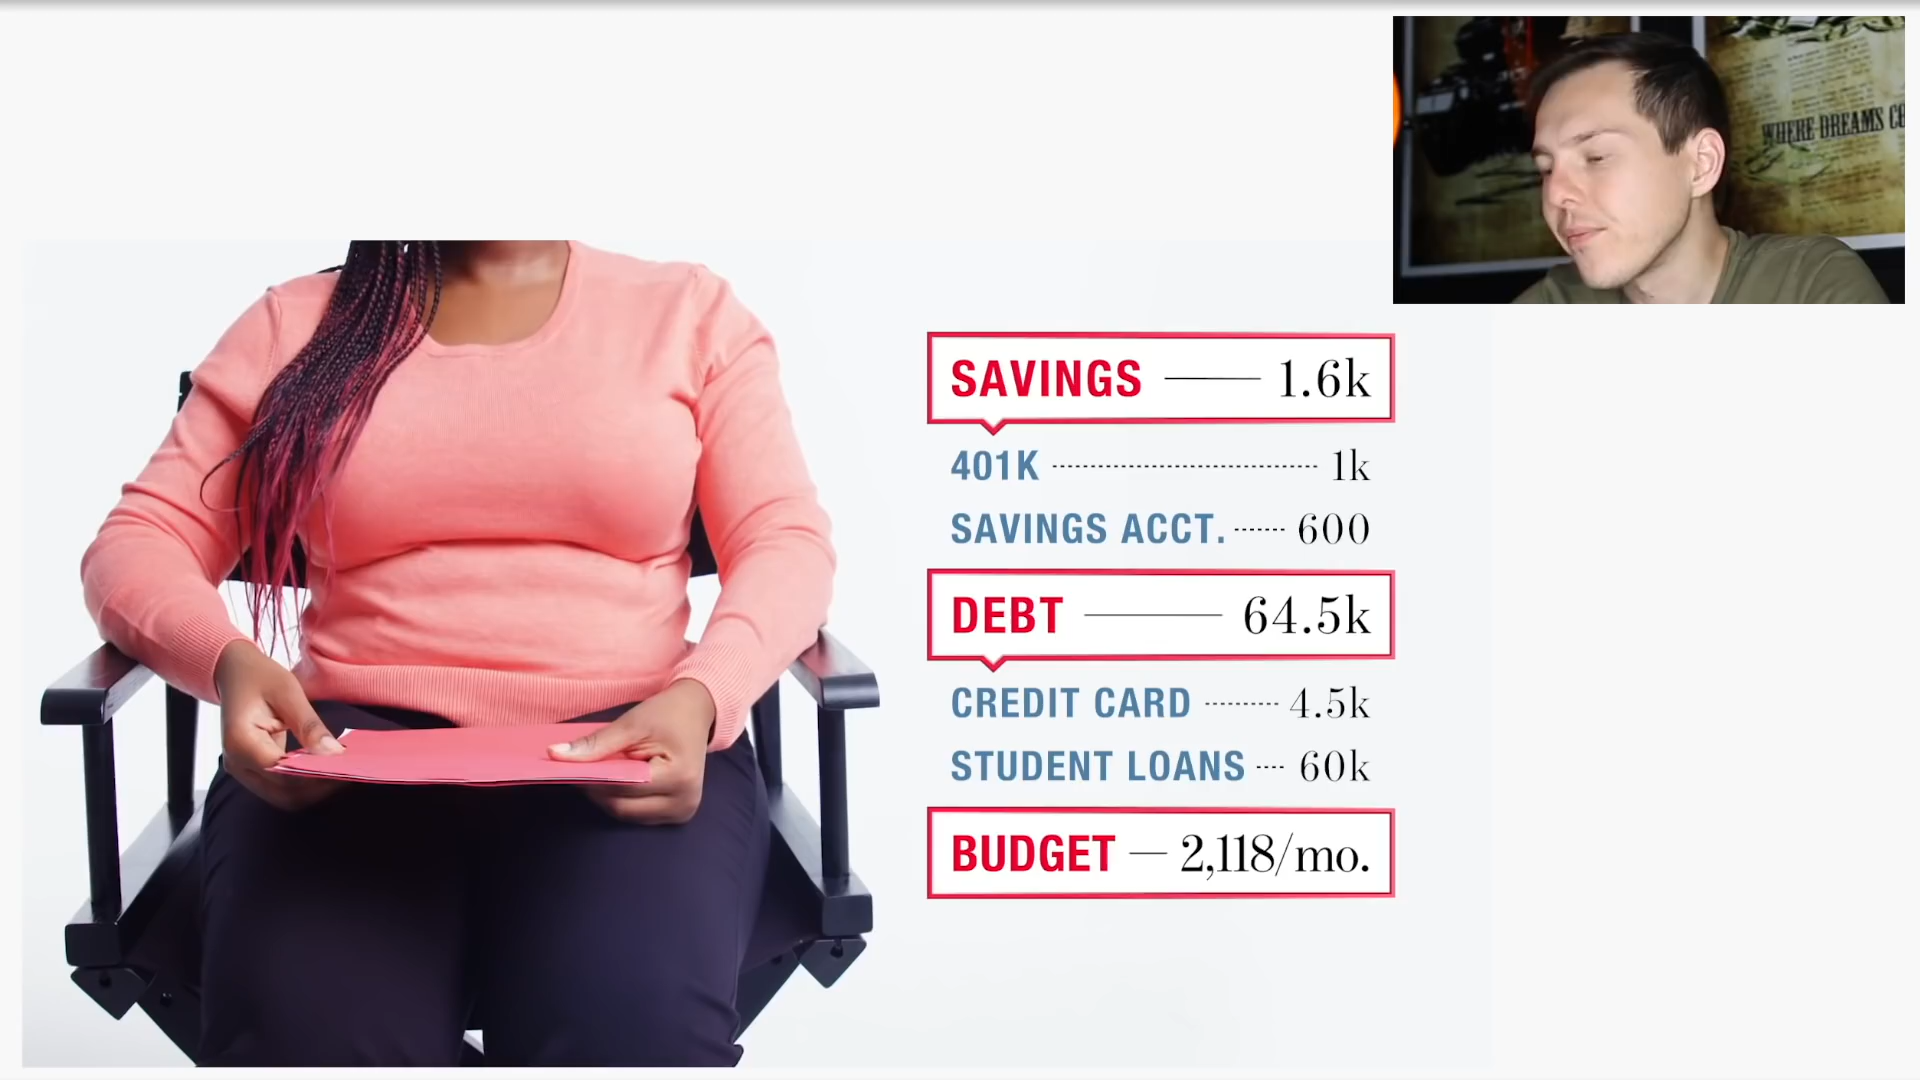 WHERE DREAMS CO
SAVINGS 1.6k
401K 1k
SAVINGS ACCT. 600
DEBT 64.5k
CREDIT CARD 4.5k
STUDENT LOANS 60k
BUDGET 2,118/mo.